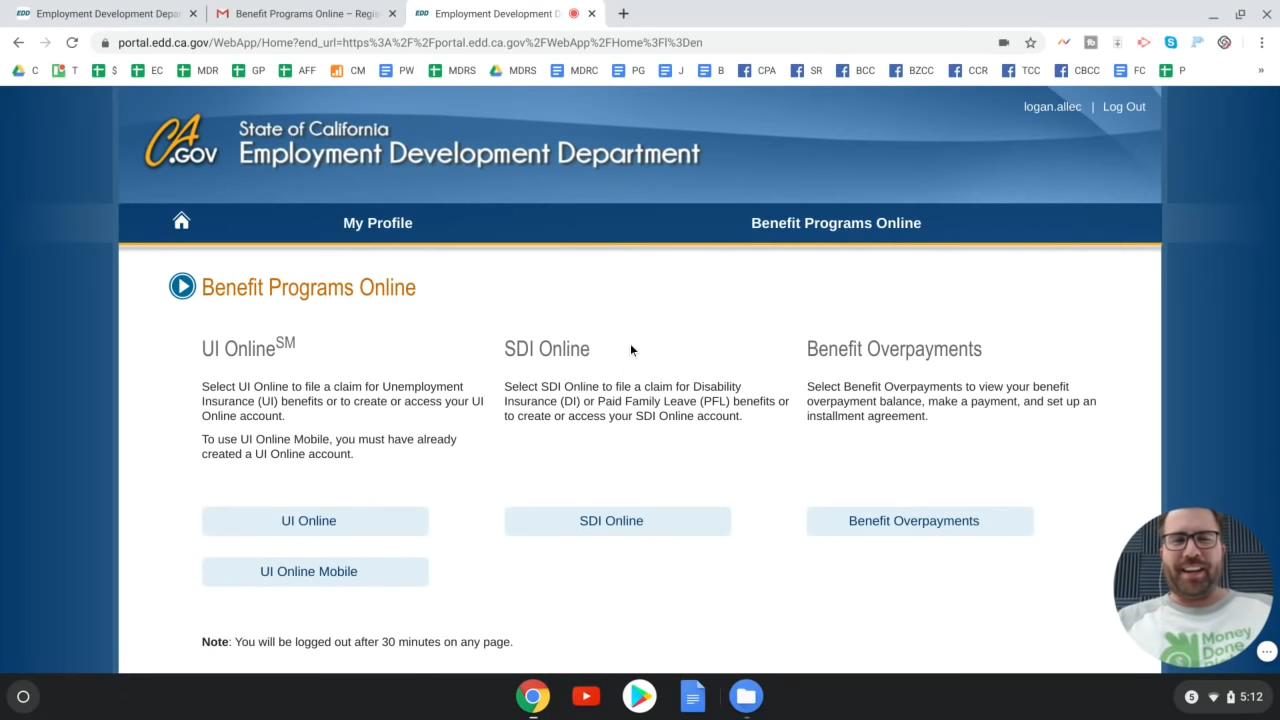 EDD Employment Development Depar
Benefit Programs Online – Regis
EDD Employment Development D
portal.edd.ca.gov/WebApp/Home?end_url=https%3A%2F%2Fportal.edd.ca.gov%2FWebApp%2FHome%3Fl%3Den
C T $ EC MDR GP AFF CM PW MDRS MDRS MDRC PG J B CPA SR BCC BZCC CCR TCC CBCC FC P »
logan.allec | Log Out
CA.GOV
State of California
Employment Development Department
My Profile Benefit Programs Online
Benefit Programs Online
UI OnlineSM
Select UI Online to file a claim for Unemployment
Insurance (UI) benefits or to create or access your UI
Online account.
To use UI Online Mobile, you must have already
created a UI Online account.
UI Online
UI Online Mobile
SDI Online
Select SDI Online to file a claim for Disability
Insurance (DI) or Paid Family Leave (PFL) benefits or
to create or access your SDI Online account.
SDI Online
Benefit Overpayments
Select Benefit Overpayments to view your benefit
overpayment balance, make a payment, and set up an
installment agreement.
Benefit Overpayments
Note: You will be logged out after 30 minutes on any page.
Money
Done
5 5:12